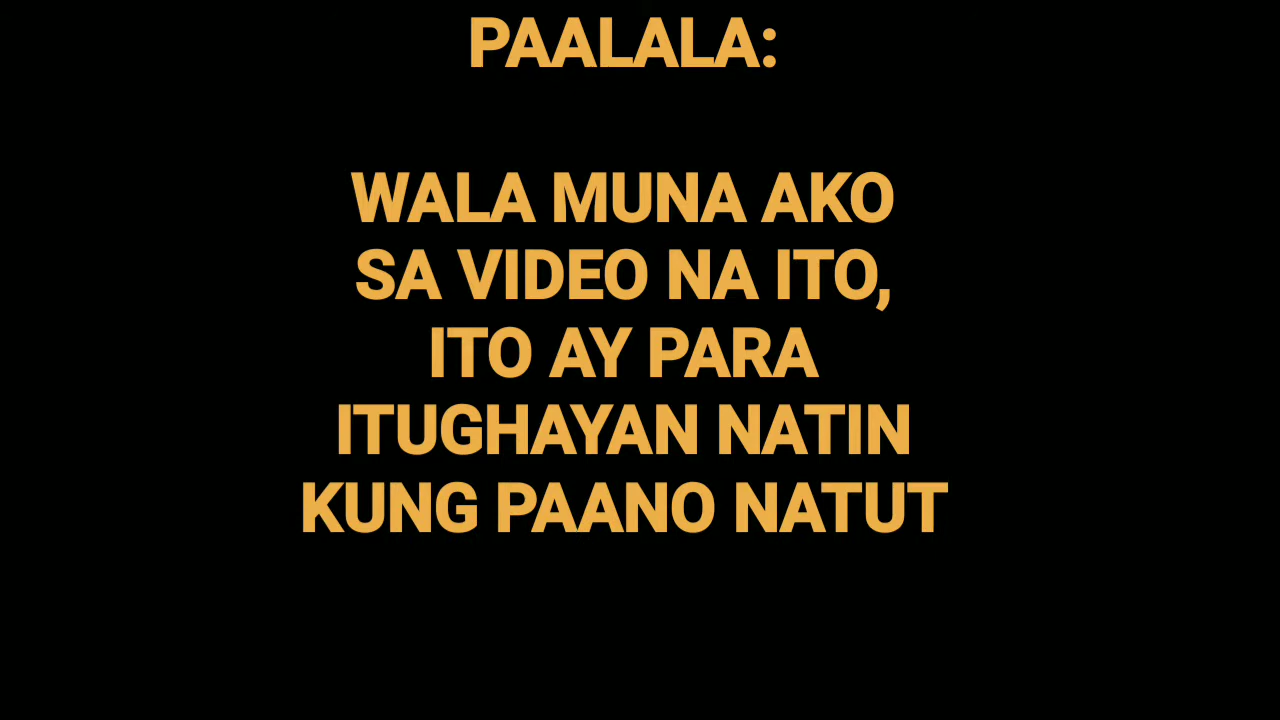 PAALALA:
WALA MUNA AKO
SA VIDEO NA ITO,
ITO AY PARA
ITUGHAYAN NATIN
KUNG PAANO NATUT